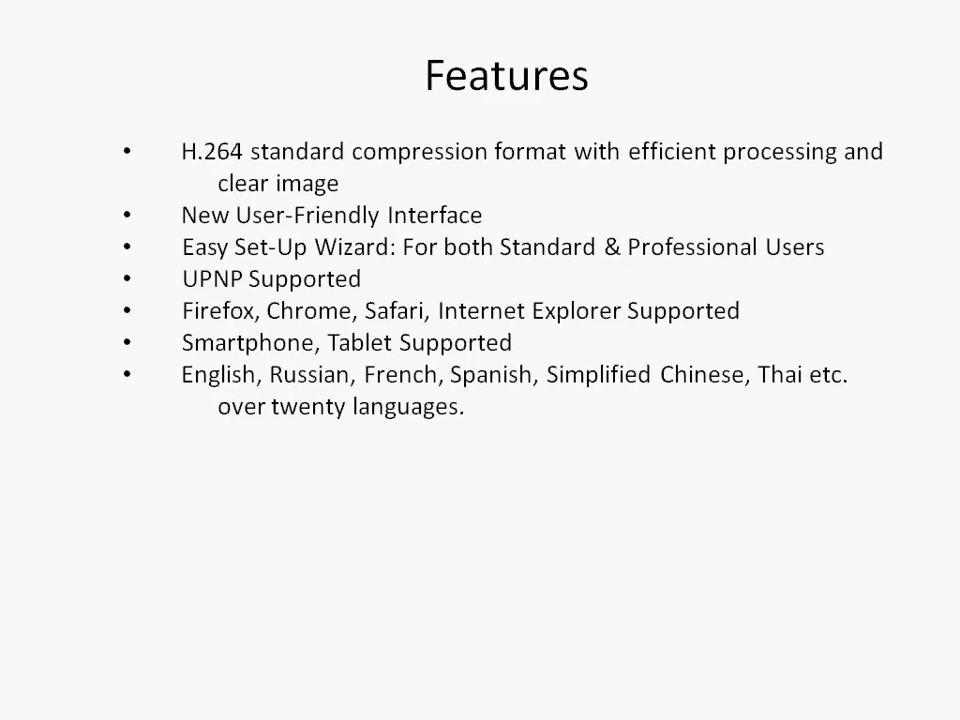 Features
• H.264 standard compression format with efficient processing and
clear image
• New User-Friendly Interface
• Easy Set-Up Wizard: For both Standard & Professional Users
• UPNP Supported
• Firefox, Chrome, Safari, Internet Explorer Supported
• Smartphone, Tablet Supported
• English, Russian, French, Spanish, Simplified Chinese, Thai etc.
over twenty languages.